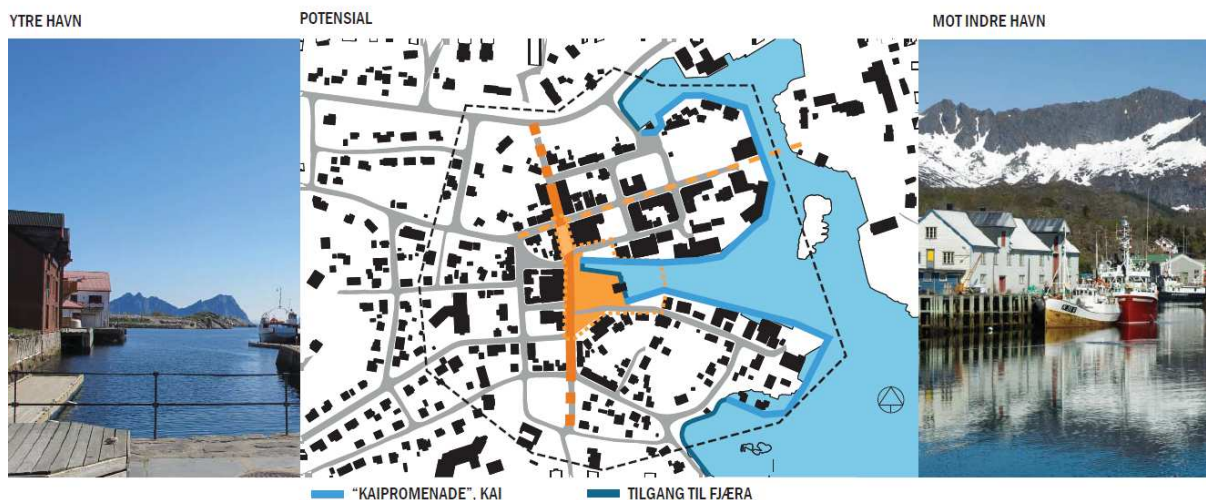 YTRE HAVN
POTENSIAL
MOT INDRE HAVN
"KAIPROMENADE", KAI
TILGANG TIL FJÆRA